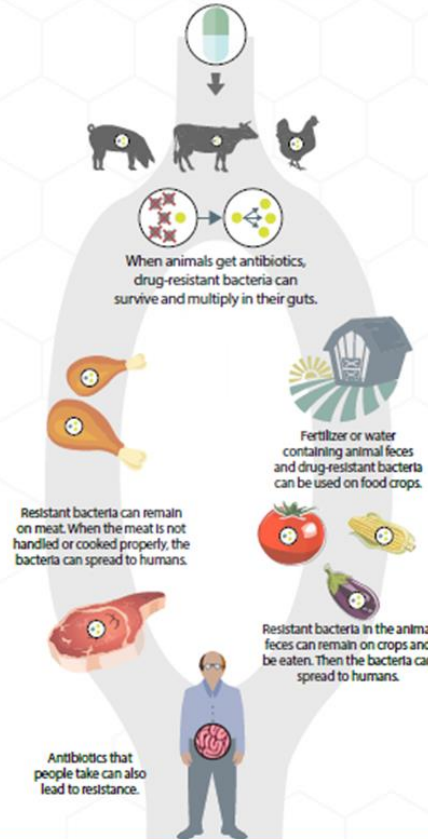 When animals get antibiotics,
drug-resistant bacteria can
survive and multiply in their guts.
Fertilizer or water
containing animal feces
and drug-resistant bacteria
can be used on food crops.
Resistant bacteria can remain
on meat. When the meat is not
handled or cooked properly, the
bacteria can spread to humans.
Resistant bacteria in the anima
feces can remain on crops and
be eaten. Then the bacteria can
spread to humans.
Antibiotics that
people take can also
lead to resistance.